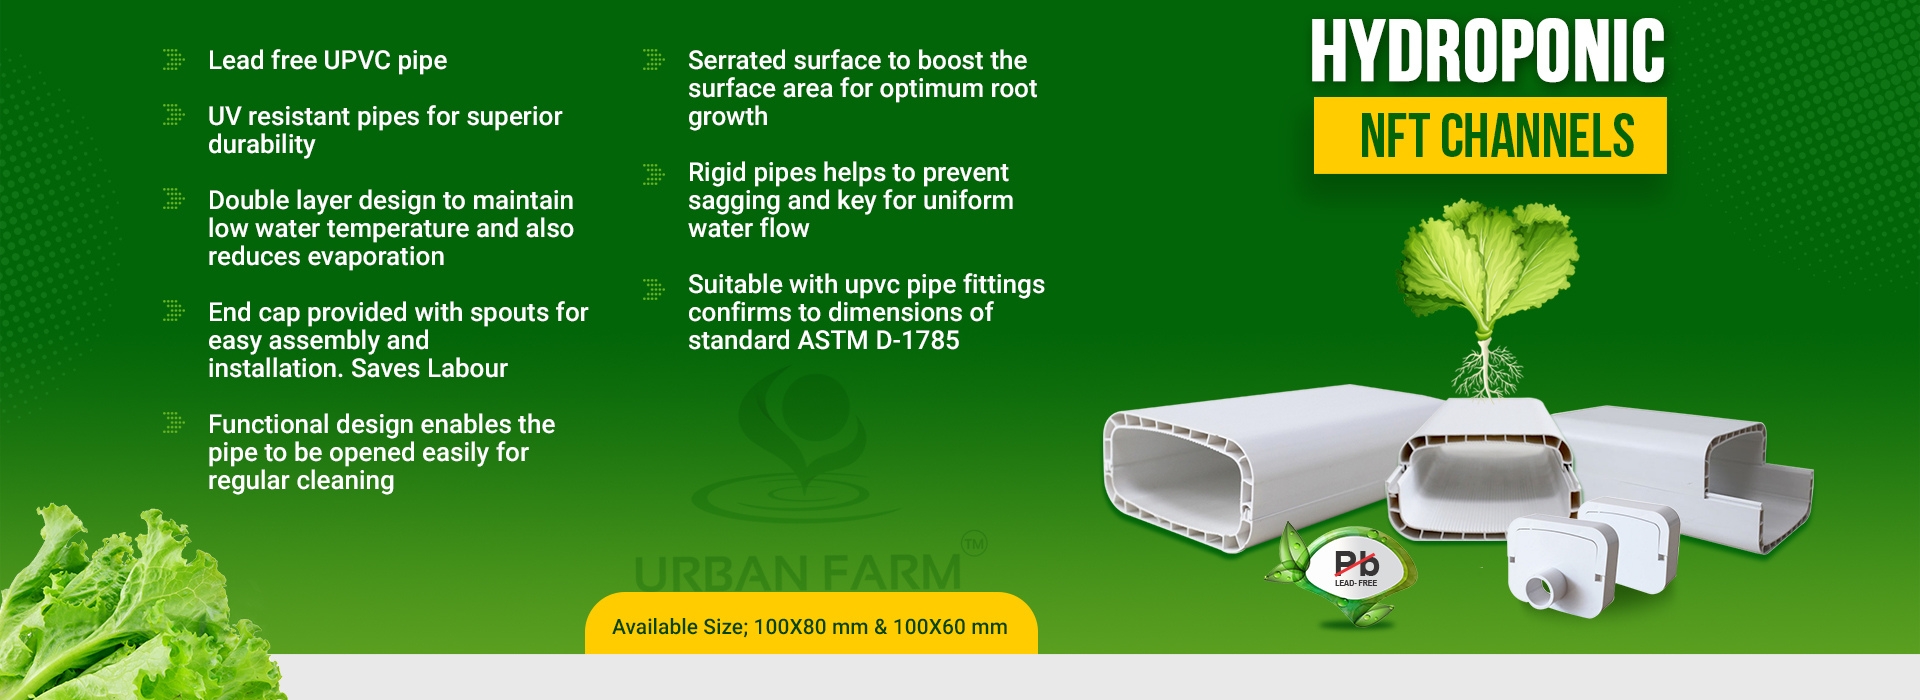 Lead free UPVC pipe
UV resistant pipes for superior
durability
Double layer design to maintain
low water temperature and also
reduces evaporation
End cap provided with spouts for
easy assembly and
installation. Saves Labour
Functional design enables the
pipe to be opened easily for
regular cleaning
Serrated surface to boost the
surface area for optimum root
growth
Rigid pipes helps to prevent
sagging and key for uniform
water flow
Suitable with upvc pipe fittings
confirms to dimensions of
standard ASTM D-1785
URBAN FARM TM
Available Size; 100X80 mm & 100X60 mm
HYDROPONIC
NFT CHANNELS
Pb
LEAD-FREE